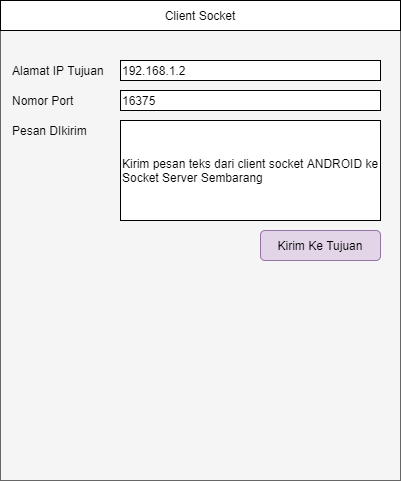 Client Socket
Alamat IP Tujuan 192.168.1.2
Nomor Port 16375
Pesan DIkirim
Kirim pesan teks dari client socket ANDROID ke
Socket Server Sembarang
Kirim Ke Tujuan